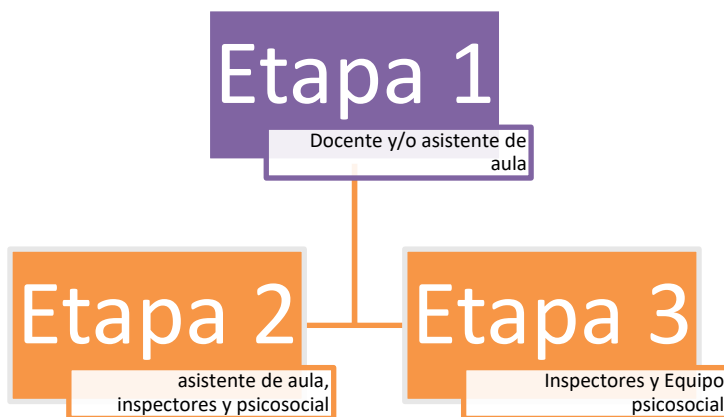 Etapa 1
Docente y/o asistente de
aula
Etapa 2
asistente de aula,
inspectores y psicosocial
Etapa 3
Inspectores y Equipo
psicosocial